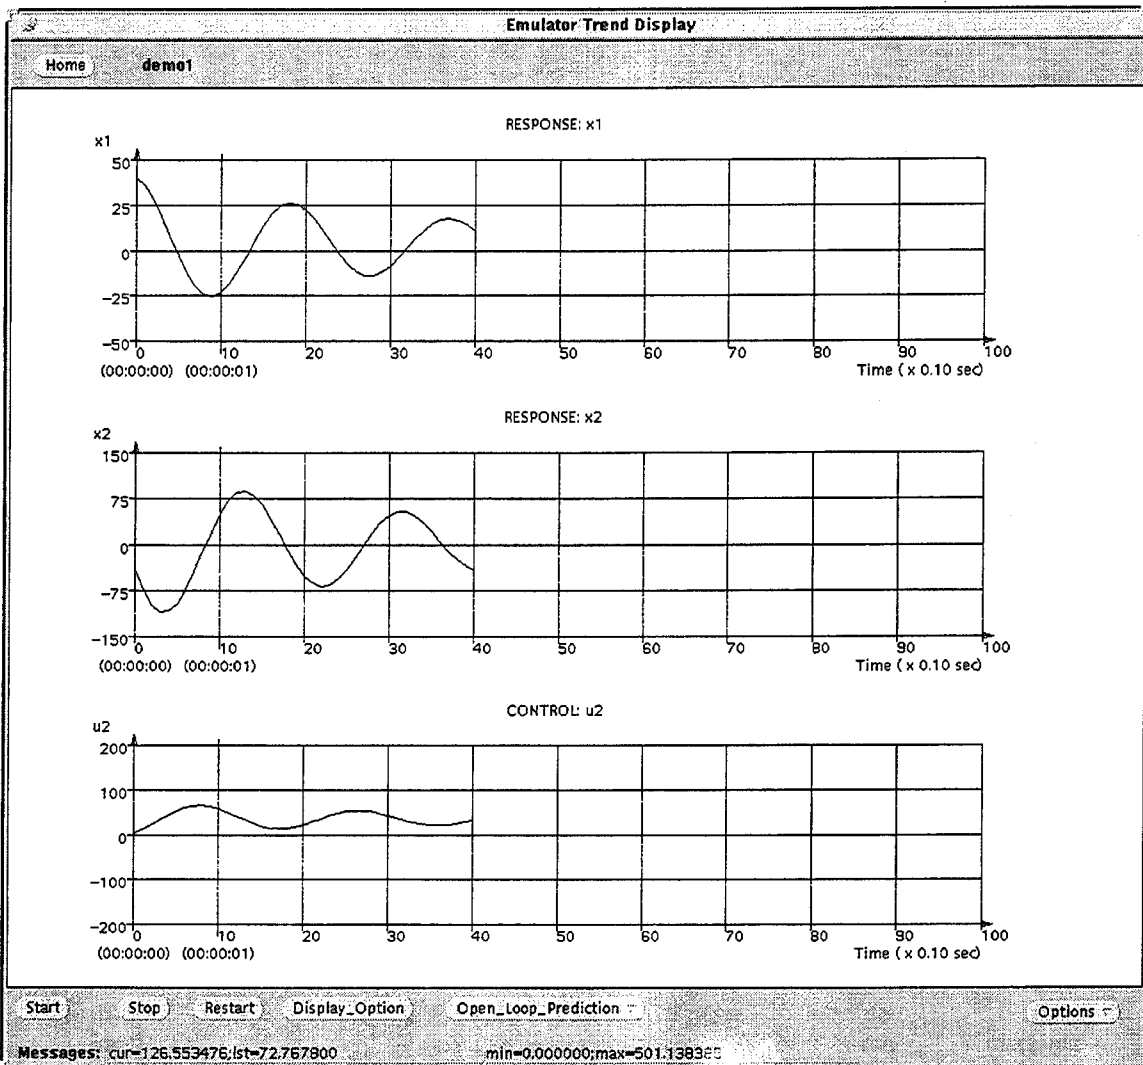 Emulator Trend Display
Home demo1
RESPONSE: x1
x1
50
25
0
−25
−50
0 10 20 30 40 50 60 70 80 90 100
(00:00:00) (00:00:01) Time ( x 0.10 sec)
RESPONSE: x2
x2
150
75
0
−75
−150
0 10 20 30 40 50 60 70 80 90 100
(00:00:00) (00:00:01) Time ( x 0.10 sec)
CONTROL: u2
u2
200
100
0
−100
−200
0 10 20 30 40 50 60 70 80 90 100
(00:00:00) (00:00:01) Time ( x 0.10 sec)
Start Stop Restart Display_Option Open_Loop_Prediction Options
Messages: cur=126.553476;lst=72.767800 min=0.000000;max=501.138385